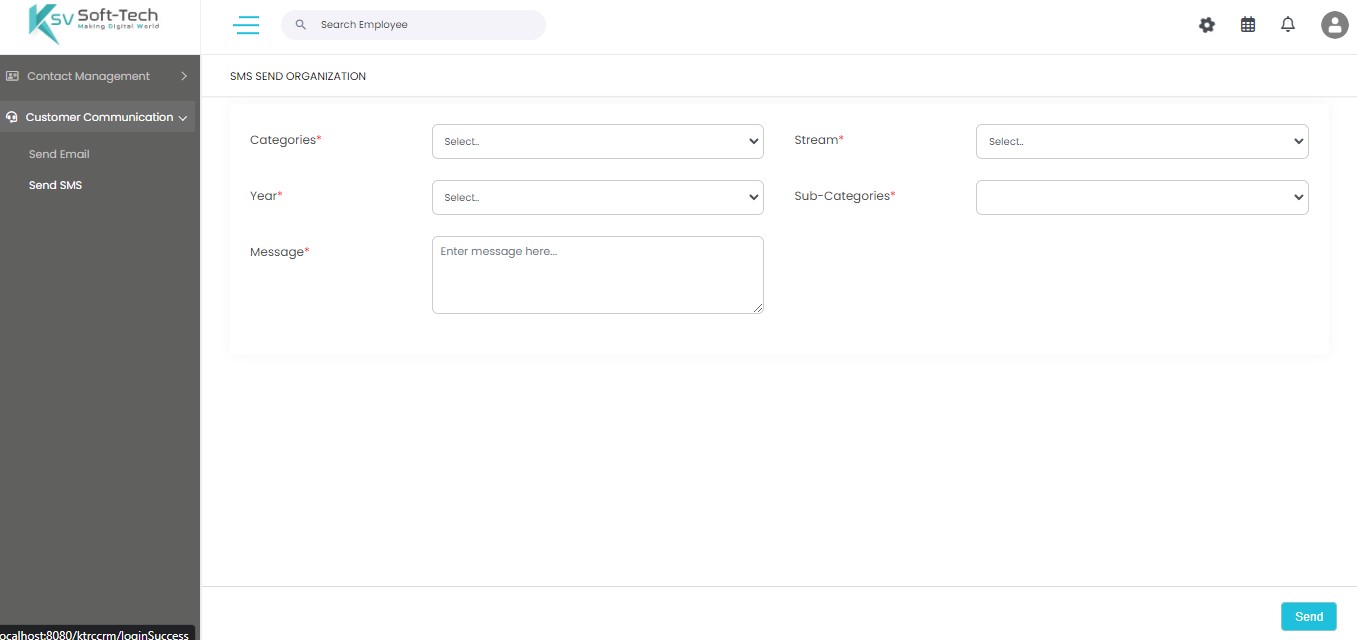 Ksv Soft-Tech
Making Digital World
Search Employee
Contact Management
Customer Communication
Send Email
Send SMS
SMS SEND ORGANIZATION
Categories*
Select..
Stream*
Select..
Year*
Select..
Sub-Categories*
Message*
Enter message here...
Send
ocalhost:8080/ktrccrm/loginSuccess